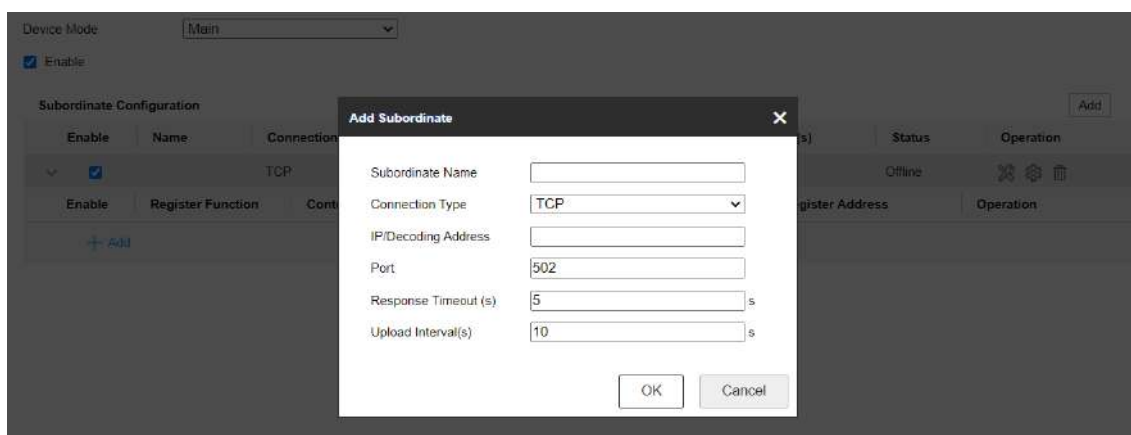 Device Mode Main
Enable
Subordinate Configuration Add
Enable Name Connection (s) Status Operation
TCP Offline
Enable Register Function Cont gister Address Operation
Add
Add Subordinate
Subordinate Name
Connection Type TCP
IP/Decoding Address
Port 502
Response Timeout (s) 5 s
Upload Interval(s) 10 s
OK Cancel